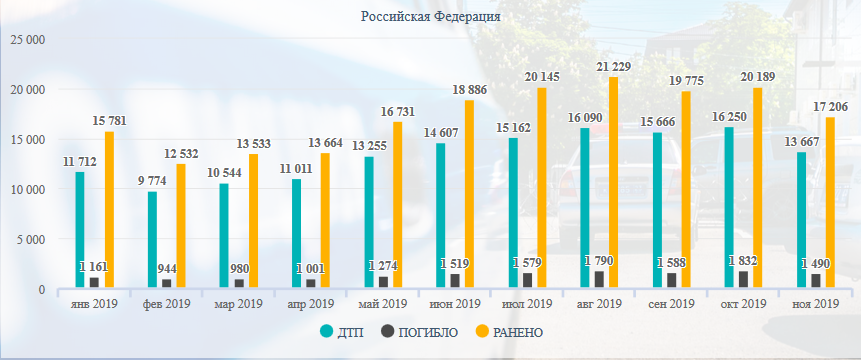 Российская Федерация
25 000
20 000
15 000
10 000
5 000
0
11 712
1 161
15 781
9 774
944
12 532
10 544
980
13 533
11 011
1 001
13 664
13 255
1 274
16 731
14 607
1 519
18 886
15 162
1 579
20 145
16 090
1 790
21 229
15 666
1 588
19 775
16 250
1 832
20 189
13 667
1 490
17 206
янв 2019
фев 2019
мар 2019
апр 2019
май 2019
июн 2019
июл 2019
авг 2019
сен 2019
окт 2019
ноя 2019
ДТП
ПОГИБЛО
РАНЕНО